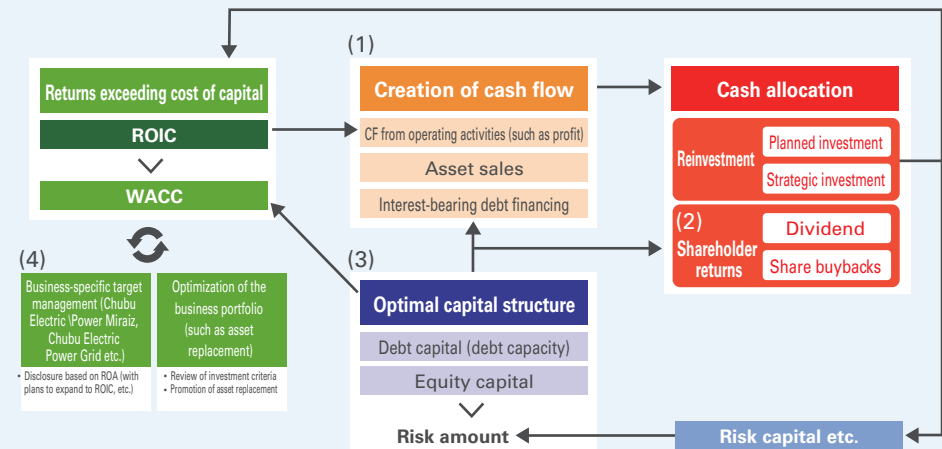 (1)
Returns exceeding cost of capital
ROIC
WACC
Creation of cash flow
CF from operating activities (such as profit)
Asset sales
Interest-bearing debt financing
Cash allocation
Reinvestment
Planned investment
Strategic investment
(2)
Shareholder
returns
Dividend
Share buybacks
(3)
Optimal capital structure
Debt capital (debt capacity)
Equity capital
Risk amount
Risk capital etc.
(4)
Business-specific target
management (Chubu
Electric \Power Miraiz,
Chubu Electric
Power Grid etc.)
• Disclosure based on ROA (with
plans to expand to ROIC, etc.)
Optimization of the
business portfolio
(such as asset
replacement)
• Review of investment criteria
• Promotion of asset replacement